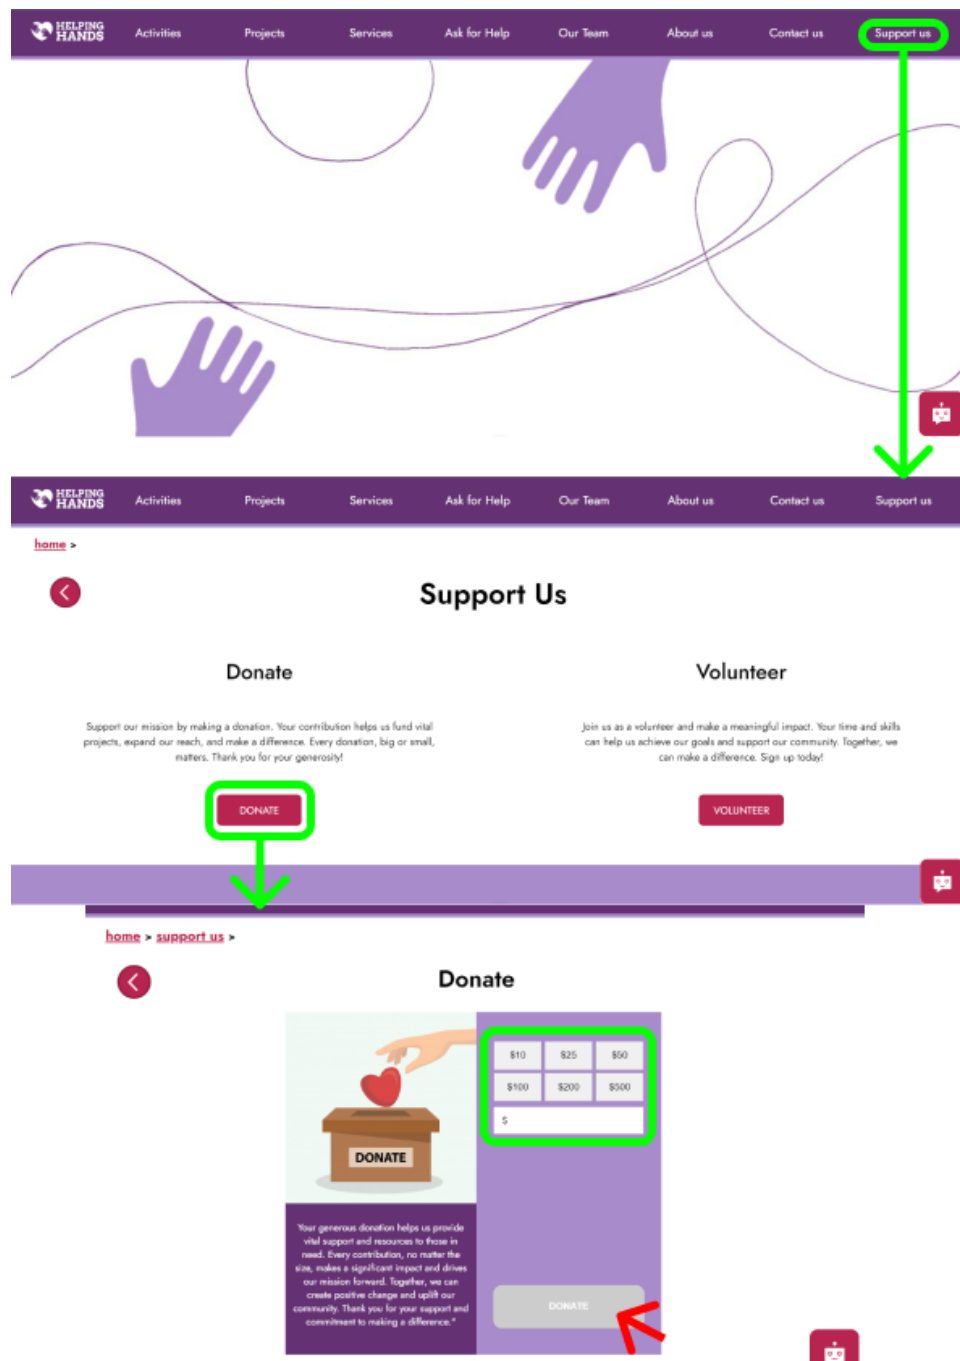 HELPING
HANDS
Activities
Projects
Services
Ask for Help
Our Team
About us
Contact us
Support us
HELPING
HANDS
Activities
Projects
Services
Ask for Help
Our Team
About us
Contact us
Support us
home >
Support Us
Donate
Support our mission by making a donation. Your contribution helps us fund vital
projects, expand our reach, and make a difference. Every donation, big or small,
matters. Thank you for your generosity!
DONATE
Volunteer
Join us as a volunteer and make a meaningful impact. Your time and skills
can help us achieve our goals and support our community. Together, we
can make a difference. Sign up today!
VOLUNTEER
home > support us >
Donate
DONATE
Your generous donation helps us provide
vital support and resources to those in
need. Every contribution, no matter the
size, makes a significant impact and drives
our mission forward. Together, we can
create positive change and uplift our
community. Thank you for your support and
commitment to making a difference."
$10
$25
$50
$100
$200
$500
$
DONATE